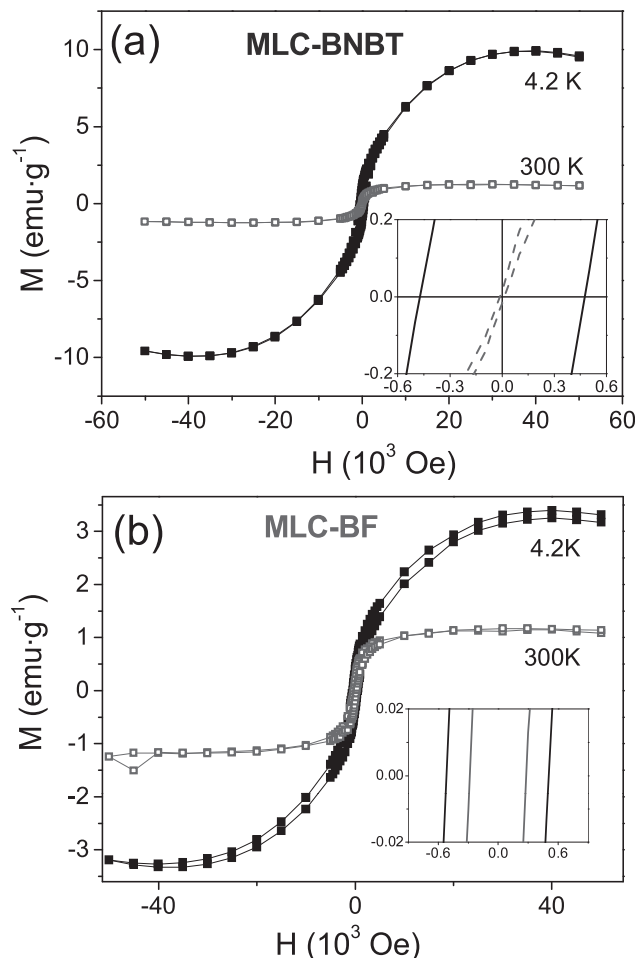 (a)
MLC-BNBT
4.2 K
300 K
M (emu·g⁻¹)
10
5
0
-5
-10
0.2
0.0
-0.2
-0.6 -0.3 0.0 0.3 0.6
-60 -40 -20 0 20 40 60
H (10³ Oe)
(b)
MLC-BF
4.2K
300K
M (emu·g⁻¹)
3
2
1
0
-1
-2
-3
0.02
0.00
-0.02
-0.6 0.0 0.6
-40 0 40
H (10³ Oe)